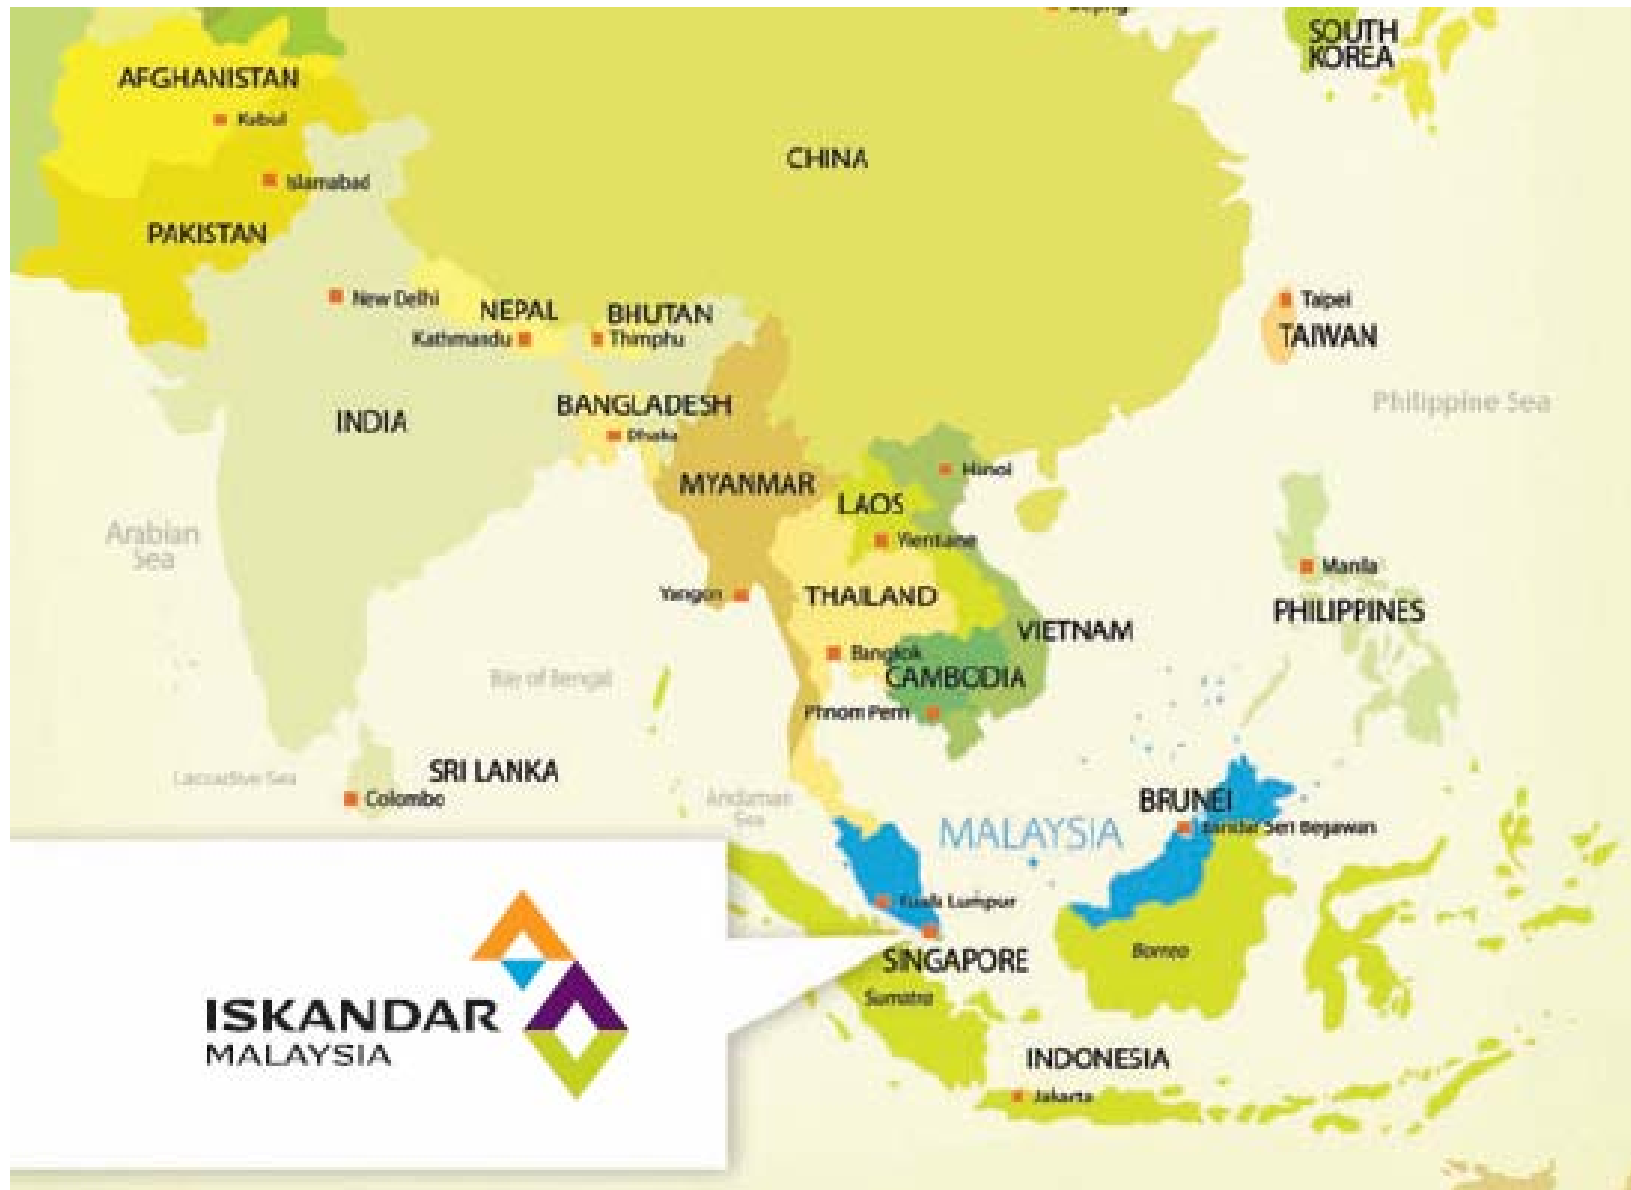 SOUTH
KOREA
AFGHANISTAN
Kabul
CHINA
Islamabad
PAKISTAN
New Delhi
NEPAL
BHUTAN
Taipei
Kathmandu
Thimphu
TAIWAN
Philippine Sea
BANGLADESH
INDIA
Dhaka
Hanoi
MYANMAR
LAOS
Arabian
Sea
Vientiane
Manila
Yangon
THAILAND
PHILIPPINES
VIETNAM
Bangkok
CAMBODIA
Bay of Bengal
Phnom Pern
SRI LANKA
Laccadive Sea
Colombo
Andaman
Sea
BRUNEI
MALAYSIA
Bandar Seri Begawan
Kuala Lumpur
SINGAPORE
Borneo
Sumatra
ISKANDAR
MALAYSIA
INDONESIA
Jakarta